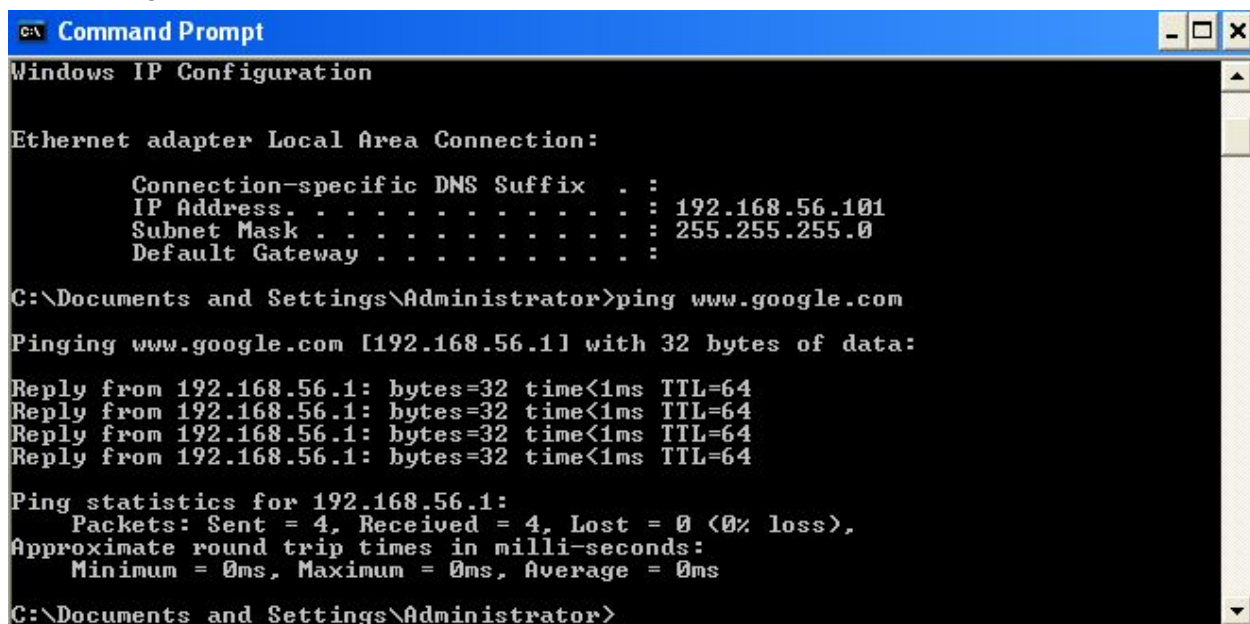 Command Prompt
Windows IP Configuration
Ethernet adapter Local Area Connection:
Connection-specific DNS Suffix . :
IP Address. . . . . . . . . . . . : 192.168.56.101
Subnet Mask . . . . . . . . . . . : 255.255.255.0
Default Gateway . . . . . . . . . :
C:\Documents and Settings\Administrator>ping www.google.com
Pinging www.google.com [192.168.56.1] with 32 bytes of data:
Reply from 192.168.56.1: bytes=32 time<1ms TTL=64
Reply from 192.168.56.1: bytes=32 time<1ms TTL=64
Reply from 192.168.56.1: bytes=32 time<1ms TTL=64
Reply from 192.168.56.1: bytes=32 time<1ms TTL=64
Ping statistics for 192.168.56.1:
Packets: Sent = 4, Received = 4, Lost = 0 (0% loss),
Approximate round trip times in milli-seconds:
Minimum = 0ms, Maximum = 0ms, Average = 0ms
C:\Documents and Settings\Administrator>